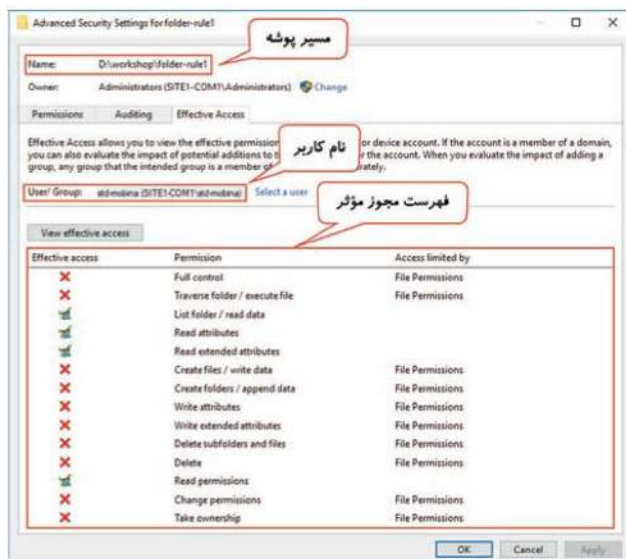 Advanced Security Settings for folder-rule1
مسیر پوشه
Name: D:\workshop\folder-rule1
Owner: Administrators (SITE1-COM1\Administrators) Change
Permissions Auditing Effective Access
Effective Access allows you to view the effective permission or device account. If the account is a member of a domain,
you can also evaluate the impact of potential additions to t r the account. When you evaluate the impact of adding a
group, any group that the intended group is a member rately.
نام کاربر
User/ Group: std-mobina (SITE1-COM1\std-mobina) Select a user
فهرست مجوز مؤثر
View effective access
Effective access Permission Access limited by
Full control File Permissions
Traverse folder / execute file File Permissions
List folder / read data
Read attributes
Read extended attributes
Create files / write data File Permissions
Create folders / append data File Permissions
Write attributes File Permissions
Write extended attributes File Permissions
Delete subfolders and files File Permissions
Delete File Permissions
Read permissions
Change permissions File Permissions
Take ownership File Permissions
OK Cancel Apply